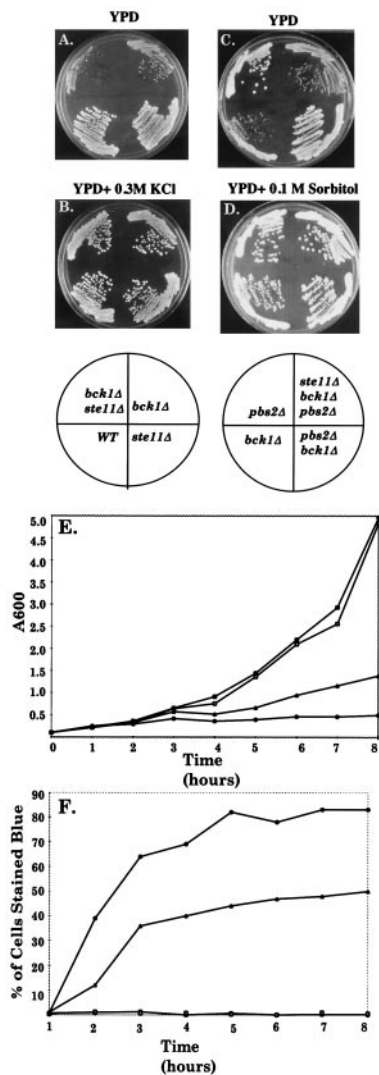 YPD YPD
A. C.
YPD+ 0.3M KCl YPD+ 0.1 M Sorbitol
B. D.
bck1Δ
ste11Δ
bck1Δ
WT
ste11Δ
pbs2Δ
ste11Δ
bck1Δ
pbs2Δ
bck1Δ
pbs2Δ
bck1Δ
E.
A600
5.0
4.5
4.0
3.5
3.0
2.5
2.0
1.5
1.0
0.5
0 1 2 3 4 5 6 7 8
Time
(hours)
F.
% of Cells Stained Blue
90
80
70
60
50
40
30
20
10
1 2 3 4 5 6 7 8
Time
(hours)